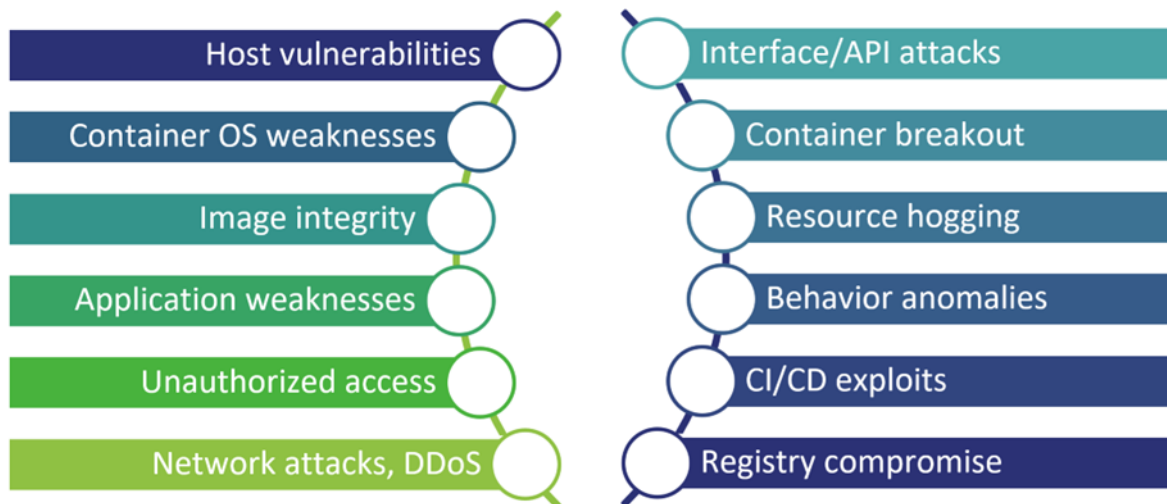 Host vulnerabilities
Container OS weaknesses
Image integrity
Application weaknesses
Unauthorized access
Network attacks, DDoS
Interface/API attacks
Container breakout
Resource hogging
Behavior anomalies
CI/CD exploits
Registry compromise